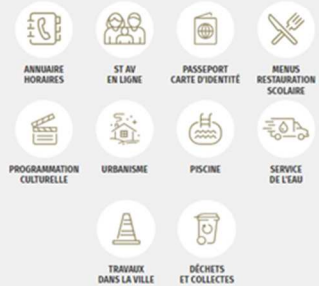 ANNUAIRE
HORAIRES
ST AV
EN LIGNE
PASSEPORT
CARTE D'IDENTITÉ
MENUS
RESTAURATION
SCOLAIRE
PROGRAMMATION
CULTURELLE
URBANISME
PISCINE
SERVICE
DE L'EAU
TRAVAUX
DANS LA VILLE
DÉCHETS
ET COLLECTES